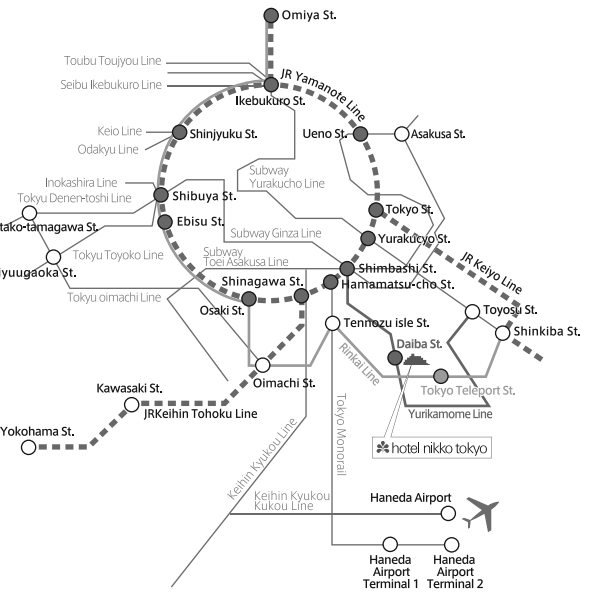 Omiya St.
Toubu Toujyou Line
JR Yamanote Line
Seibu Ikebukuro Line
Ikebukuro St.
Keio Line
Shinjyuku St.
Ueno St.
Asakusa St.
Odakyu Line
Subway
Yurakucho Line
Inokashira Line
Tokyu Denen-toshi Line
Shibuya St.
Tokyo St.
Ebisu St.
tako-tamagawa St.
Subway Ginza Line
Yurakucyo St.
Tokyu Toyoko Line
Subway
Toei Asakusa Line
JR Keiyo Line
iyuugaoka St.
Shimbashi St.
Shinagawa St.
Hamamatsu-cho St.
Tokyu oimachi Line
Osaki St.
Toyosu St.
Tennozu isle St.
Shinkiba St.
Daiba St.
Rinkai Line
Oimachi St.
Tokyo Teleport St.
Kawasaki St.
JRKeihin Tohoku Line
Yurikamome Line
Yokohama St.
Tokyo Monorail
hotel nikko tokyo
Keihin Kyukou Line
Keihin Kyukou
Kukou Line
Haneda Airport
Haneda
Airport
Terminal 1
Haneda
Airport
Terminal 2